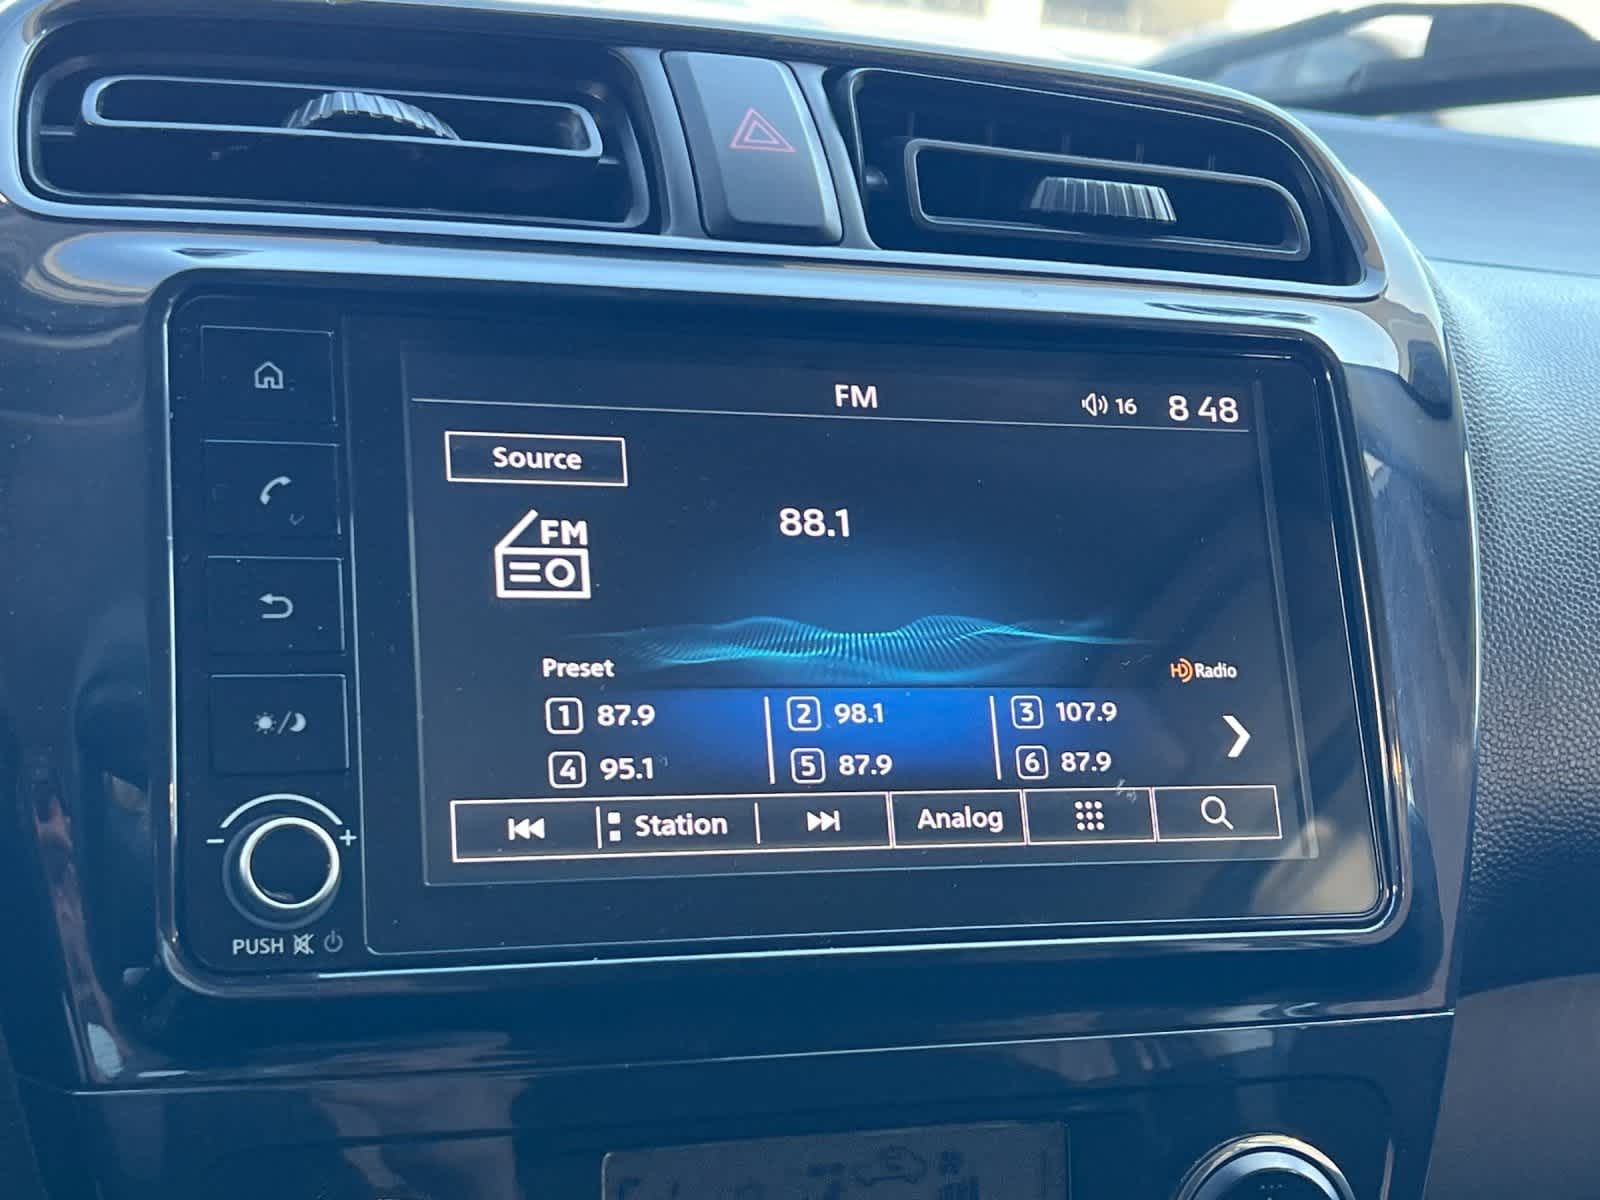 FM
16
8 48
Source
FM
88.1
Preset
HD Radio
1 87.9
2 98.1
3 107.9
4 95.1
5 87.9
6 87.9
Station
Analog
- +
PUSH